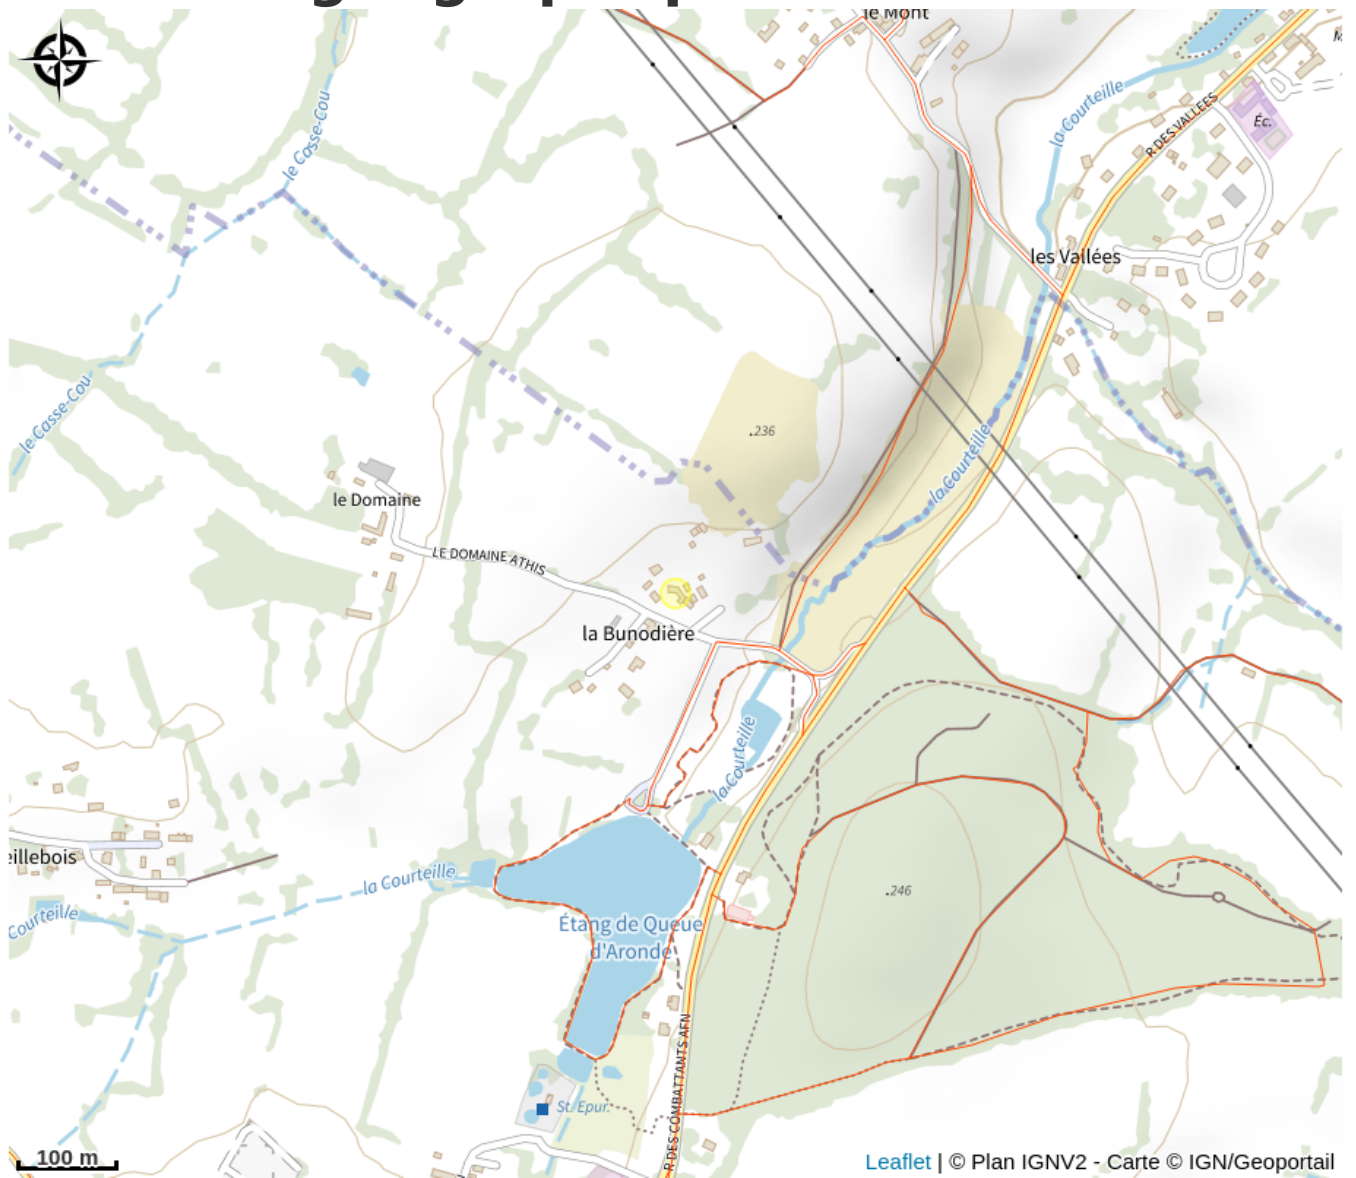 le Mont
la Courteille
le Casse-Cou
R DES VALLEES
Éc.
les Vallées
le Casse-Cou
.236
la Courteille
le Domaine
LE DOMAINE ATHIS
la Bunodière
la Courteille
eillebois
la Courteille
.246
Courteille
Étang de Queue
d'Aronde
R DES COMBATTANTS AFN
St. Epur.
100 m
Leaflet | © Plan IGNV2 - Carte © IGN/Geoportail